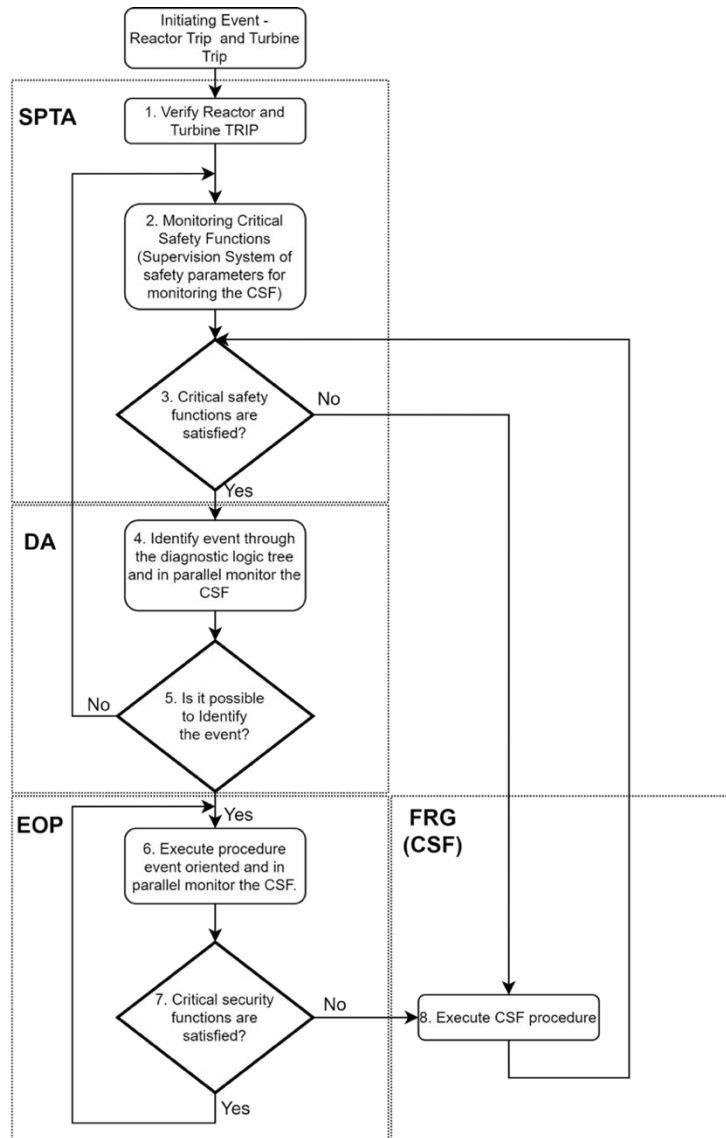 Initiating Event -
Reactor Trip and Turbine
Trip
SPTA
1. Verify Reactor and
Turbine TRIP
2. Monitoring Critical
Safety Functions
(Supervision System of
safety parameters for
monitoring the CSF)
3. Critical safety
functions are
satisfied?
No
Yes
DA
4. Identify event through
the diagnostic logic tree
and in parallel monitor the
CSF
No
5. Is it possible
to Identify
the event?
Yes
EOP
6. Execute procedure
event oriented and in
parallel monitor the CSF.
7. Critical security
functions are
satisfied?
No
Yes
FRG
(CSF)
8. Execute CSF procedure